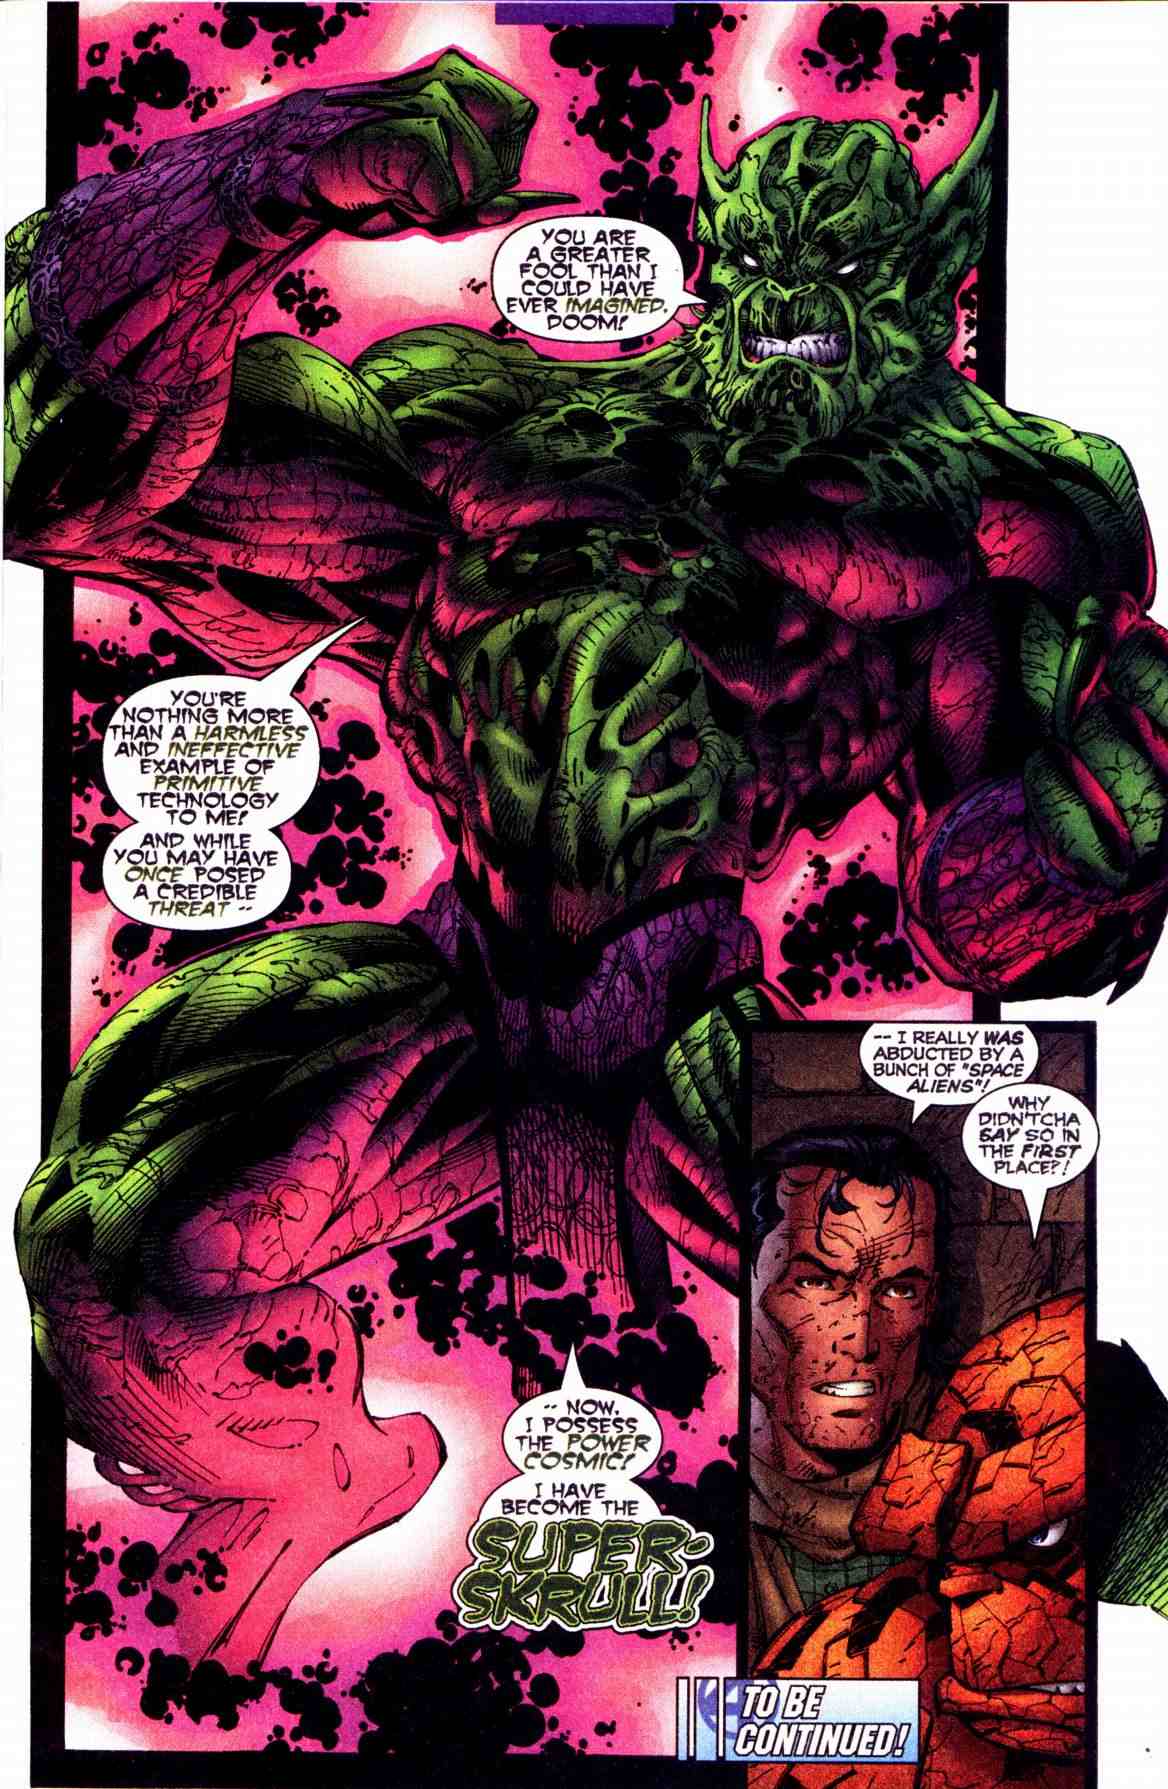 YOU ARE
A GREATER
FOOL THAN I
COULD HAVE
EVER IMAGINED,
DOOM!
YOU'RE
NOTHING MORE
THAN A HARMLESS
AND INEFFECTIVE
EXAMPLE OF
PRIMITIVE
TECHNOLOGY
TO ME!
AND WHILE
YOU MAY HAVE
ONCE POSED
A CREDIBLE
THREAT --
-- NOW,
I POSSESS
THE POWER
COSMIC!
I HAVE
BECOME THE
SUPER-
SKRULL!
-- I REALLY WAS
ABDUCTED BY A
BUNCH OF "SPACE
ALIENS"!
WHY
DIDN'TCHA
SAY SO IN
THE FIRST
PLACE?!
TO BE
CONTINUED!